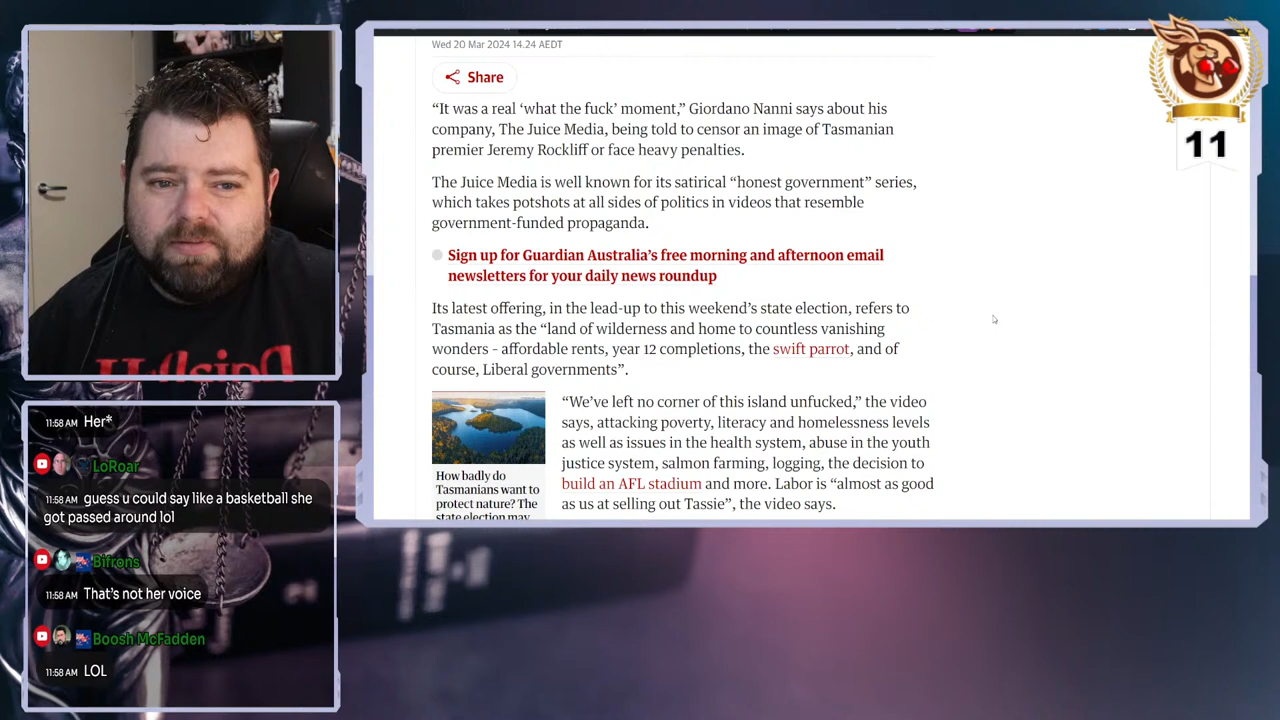 Wed 20 Mar 2024 14.24 AEDT
Share
“It was a real ‘what the fuck’ moment,” Giordano Nanni says about his
company, The Juice Media, being told to censor an image of Tasmanian
premier Jeremy Rockliff or face heavy penalties.
The Juice Media is well known for its satirical “honest government” series,
which takes potshots at all sides of politics in videos that resemble
government-funded propaganda.
Sign up for Guardian Australia’s free morning and afternoon email
newsletters for your daily news roundup
Its latest offering, in the lead-up to this weekend’s state election, refers to
Tasmania as the “land of wilderness and home to countless vanishing
wonders – affordable rents, year 12 completions, the swift parrot, and of
course, Liberal governments”.
“We’ve left no corner of this island unfucked,” the video
says, attacking poverty, literacy and homelessness levels
as well as issues in the health system, abuse in the youth
justice system, salmon farming, logging, the decision to
build an AFL stadium and more. Labor is “almost as good
as us at selling out Tassie”, the video says.
How badly do
Tasmanians want to
protect nature? The
state election may
11
11:58 AM Her*
LoRoar
11:58 AM guess u could say like a basketball she
got passed around lol
Bifrons
11:58 AM That’s not her voice
Boosh McFadden
11:58 AM LOL